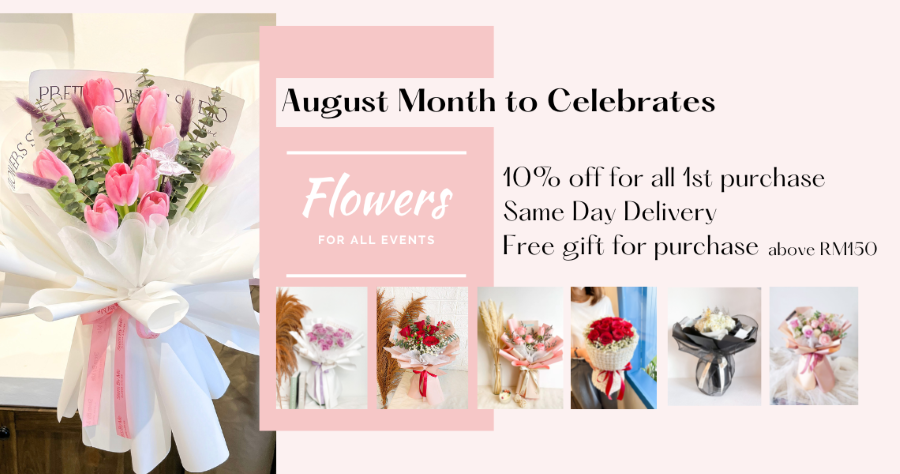 August Month to Celebrates
Flowers
FOR ALL EVENTS
10% off for all 1st purchase
Same Day Delivery
Free gift for purchase above RM150